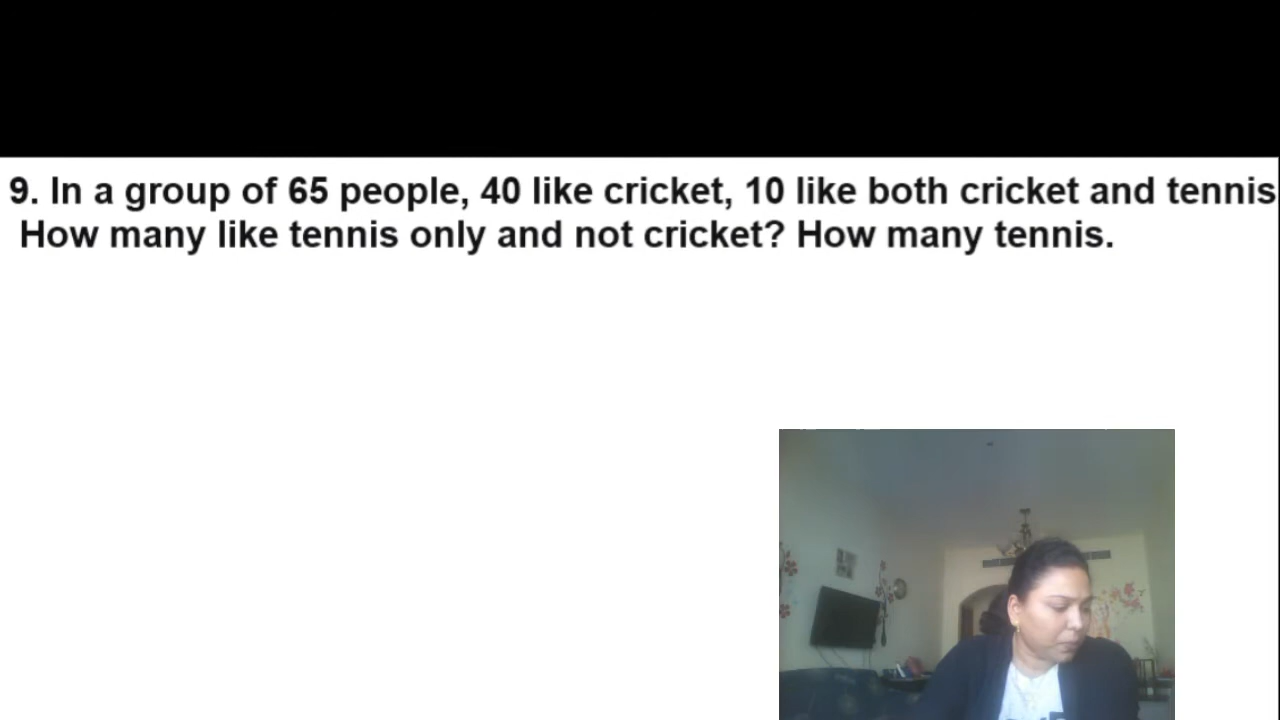 9. In a group of 65 people, 40 like cricket, 10 like both cricket and tennis
How many like tennis only and not cricket? How many tennis.